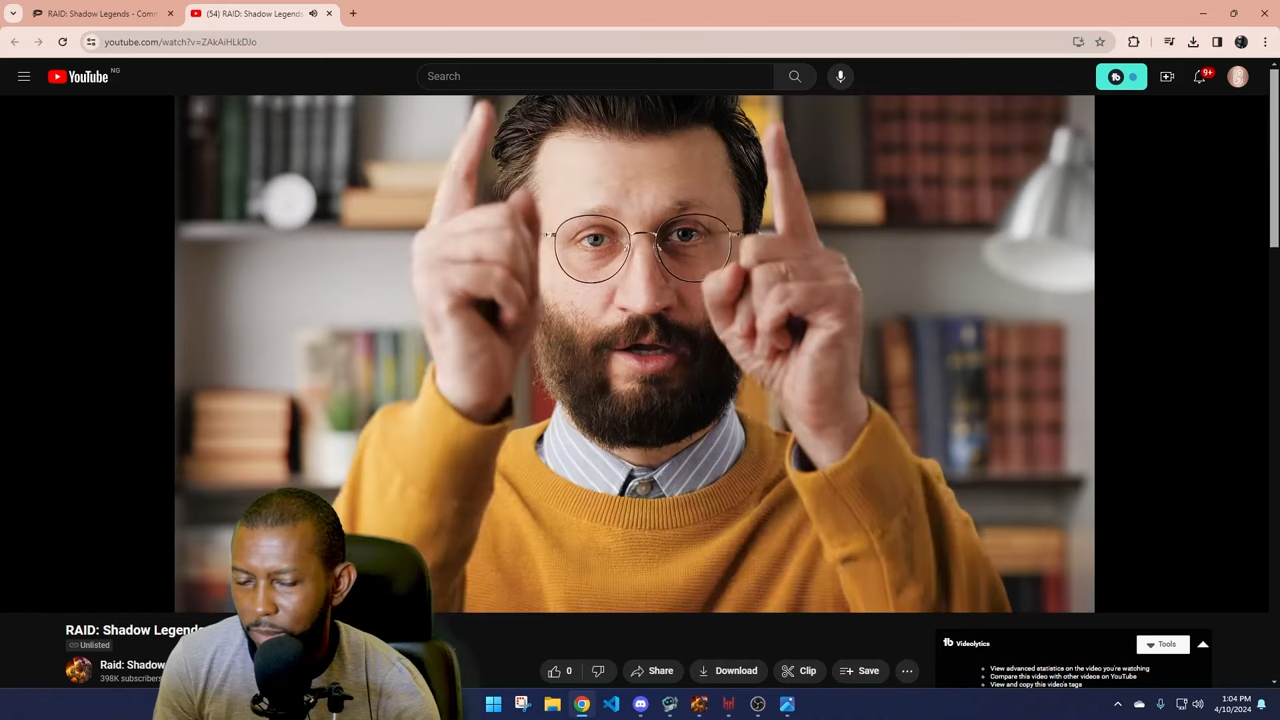 RAID: Shadow Legends - Comm
(54) RAID: Shadow Legends
youtube.com/watch?v=ZAkAiHLkDJo
YouTube NG
Search
9+
RAID: Shadow Legends
Unlisted
Raid: Shadow
398K subscribers
0
Share
Download
Clip
Save
Videolytics
Tools
View advanced statistics on the video you're watching
Compare this video with other videos on YouTube
View and copy this video's tags
1:04 PM
4/10/2024